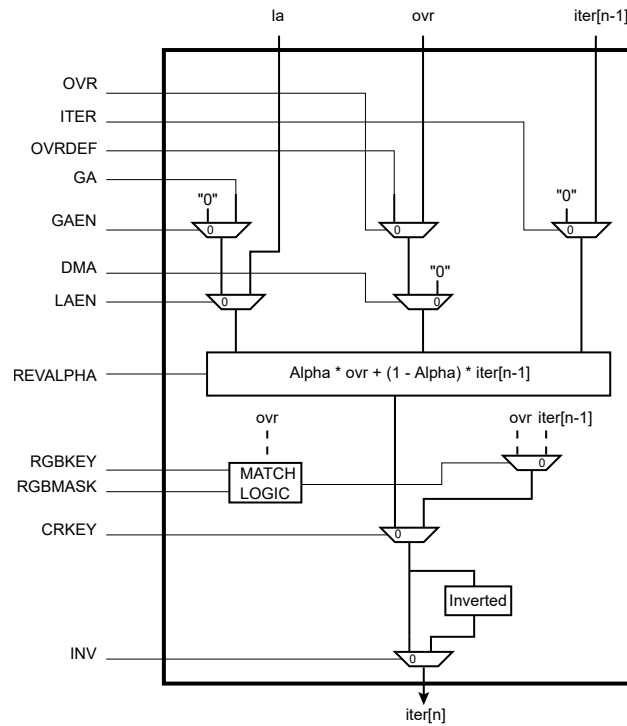 la ovr iter[n-1]
OVR
ITER
OVRDEF
GA
"0" "0"
GAEN 0 0 0
DMA "0"
LAEN 0 0
REVALPHA Alpha * ovr + (1 - Alpha) * iter[n-1]
ovr ovr iter[n-1]
RGBKEY MATCH 0
RGBMASK LOGIC
CRKEY 0
Inverted
INV 0
iter[n]